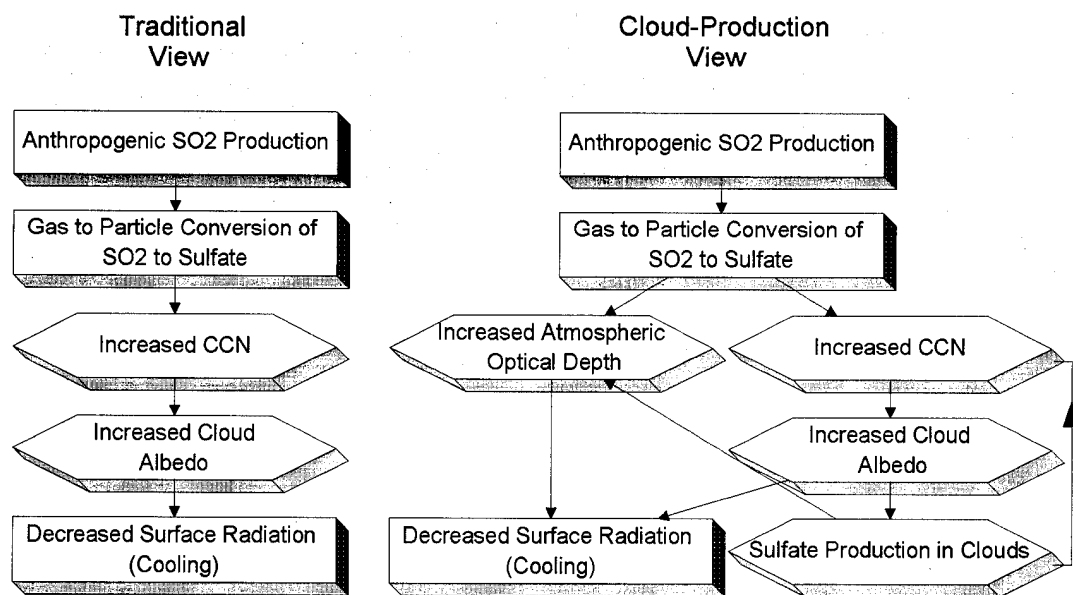 Traditional
View
Anthropogenic SO2 Production
Gas to Particle Conversion of
SO2 to Sulfate
Increased CCN
Increased Cloud
Albedo
Decreased Surface Radiation
(Cooling)
Cloud-Production
View
Anthropogenic SO2 Production
Gas to Particle Conversion of
SO2 to Sulfate
Increased Atmospheric
Optical Depth
Increased CCN
Increased Cloud
Albedo
Decreased Surface Radiation
(Cooling)
Sulfate Production in Clouds